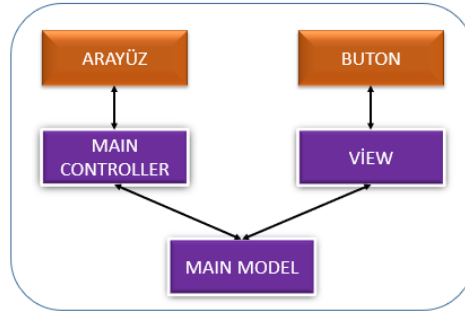 ARAYÜZ
BUTON
MAIN
CONTROLLER
VİEW
MAIN MODEL